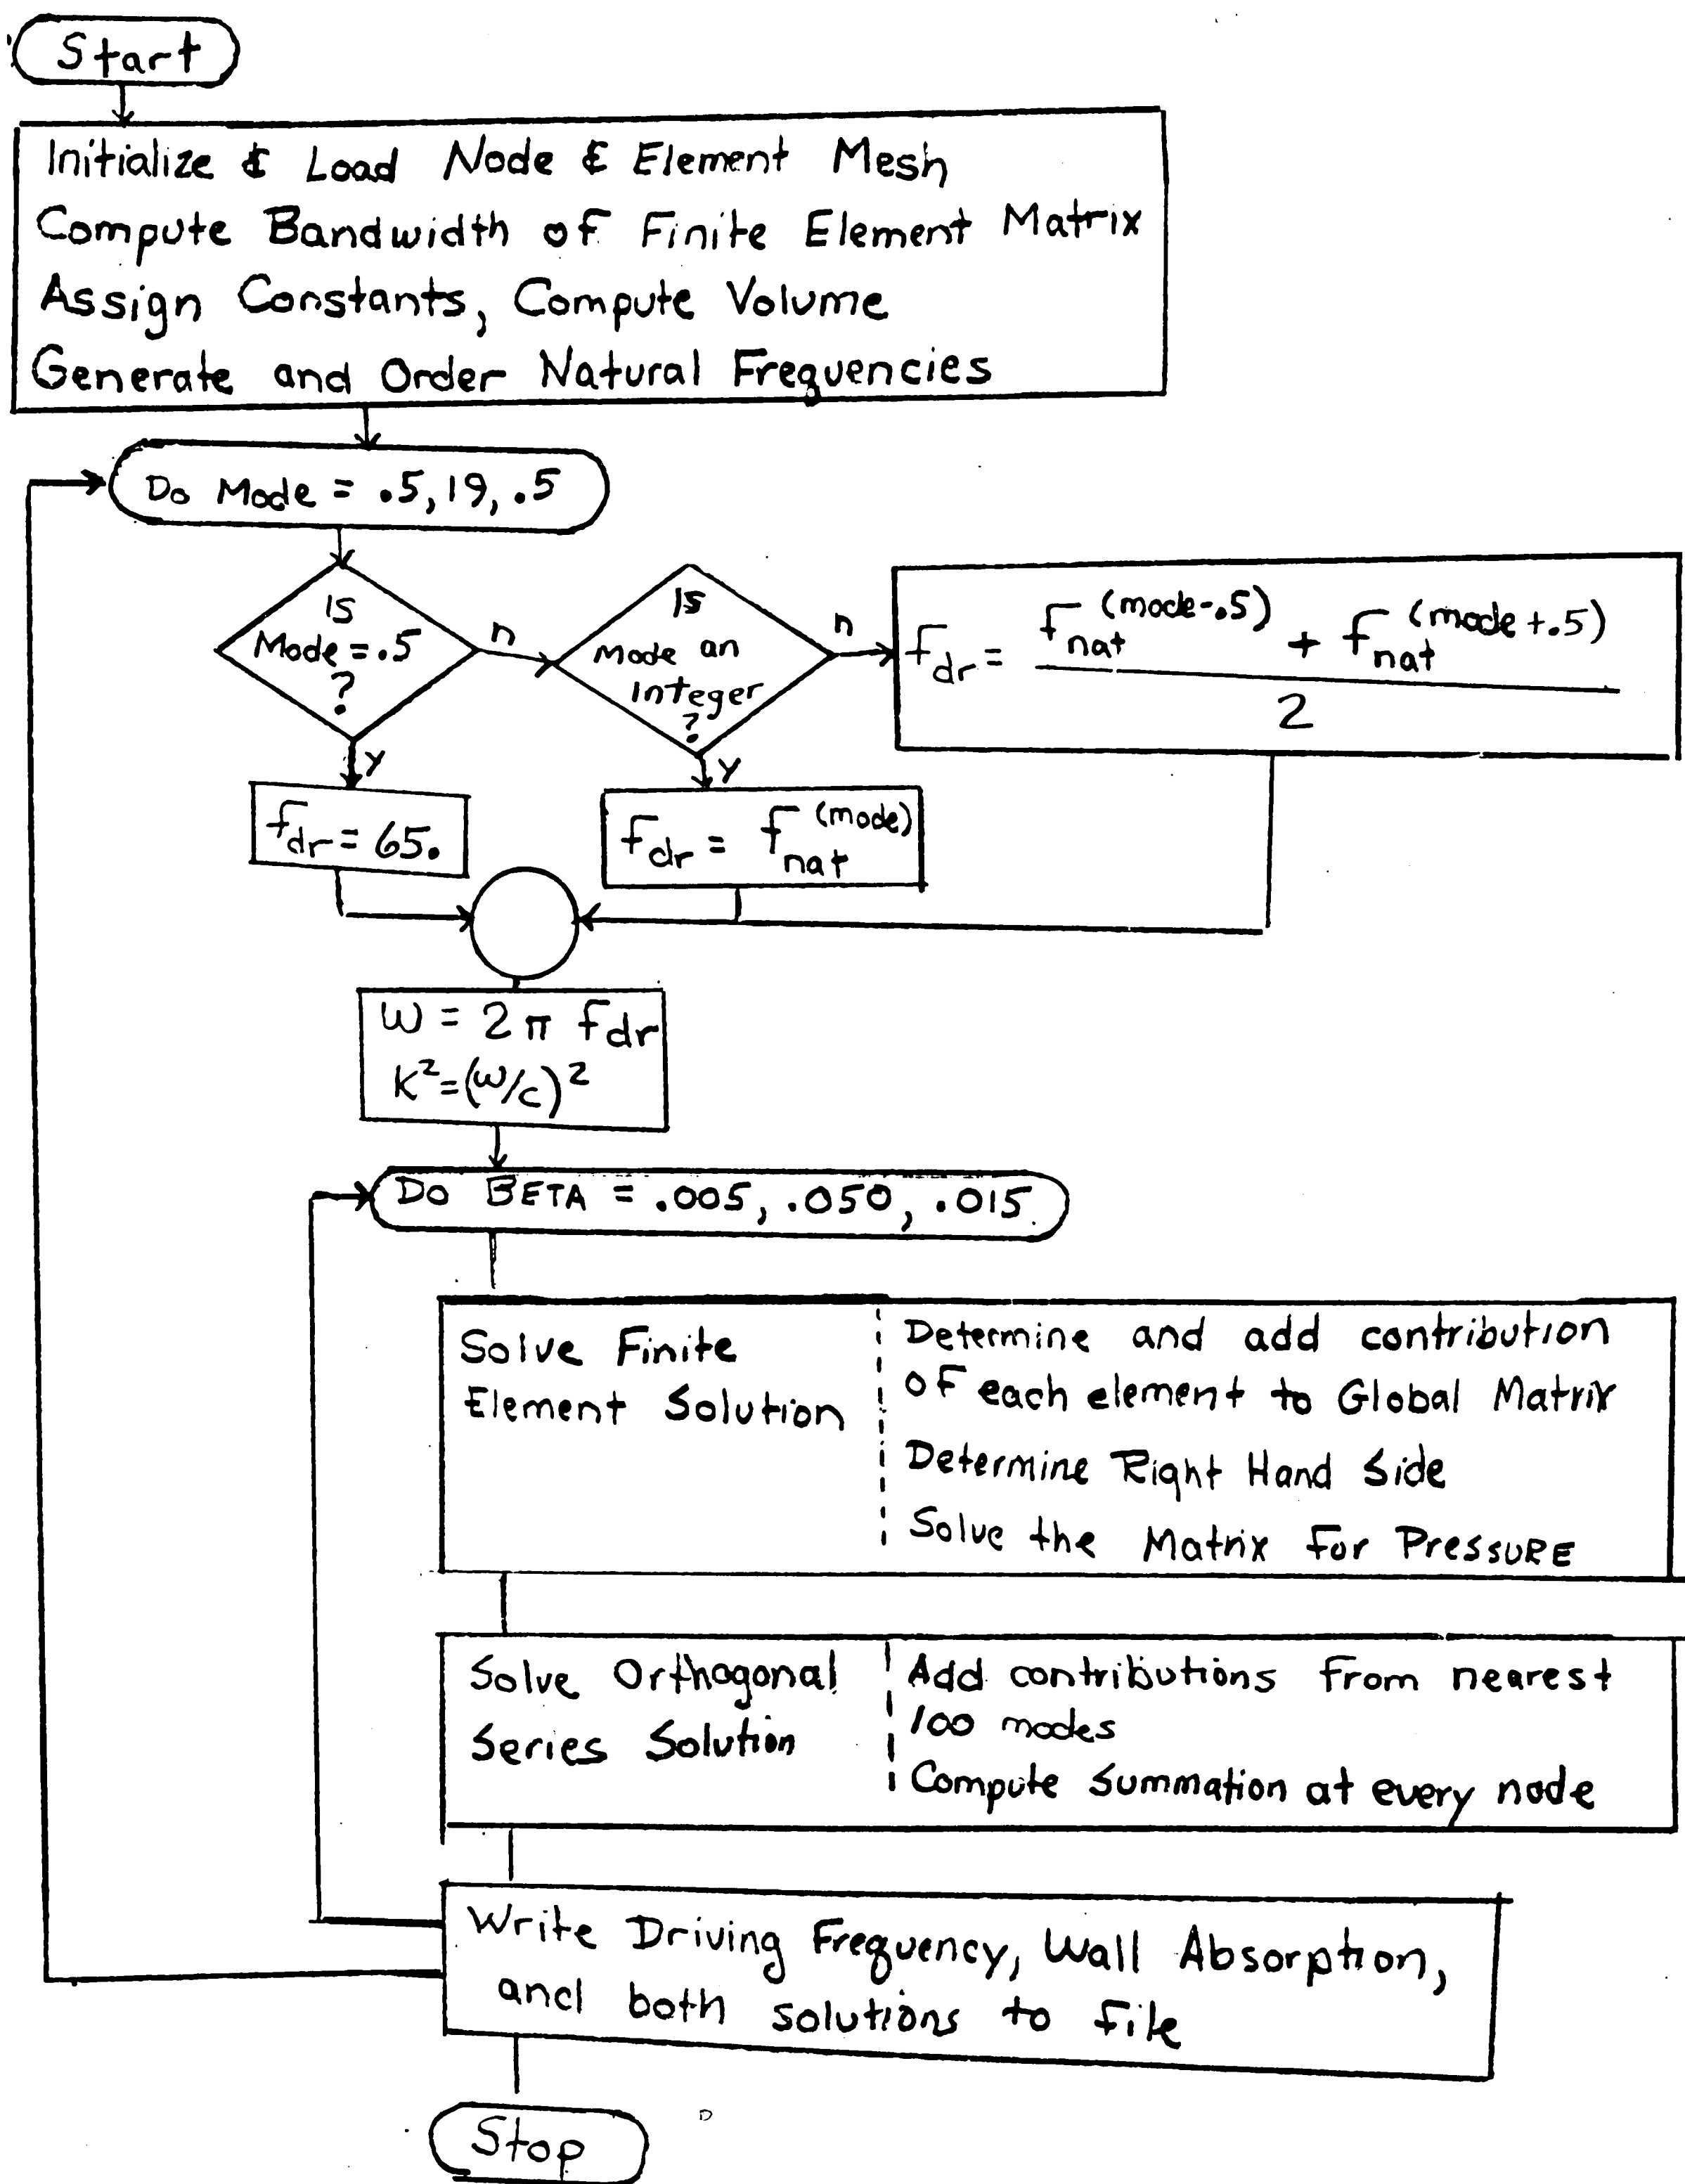 Start
Initialize & Load Node & Element Mesh
Compute Bandwidth of Finite Element Matrix
Assign Constants, Compute Volume
Generate and Order Natural Frequencies
Do Mode = .5, 19, .5
Is
Mode = .5
?
n
Is
Mode an
integer
?
n
f_dr = (f_nat^(mode-.5) + f_nat^(mode+.5)) / 2
y
y
f_dr = 65.
f_dr = f_nat^(mode)
ω = 2 π f_dr
K² = (ω/c)²
Do BETA = .005, .050, .015
Solve Finite
Element Solution
Determine and add contribution
of each element to Global Matrix
Determine Right Hand Side
Solve the Matrix for PRESSURE
Solve Orthogonal
Series Solution
Add contributions from nearest
100 modes
Compute summation at every node
Write Driving Frequency, Wall Absorption,
and both solutions to file
Stop